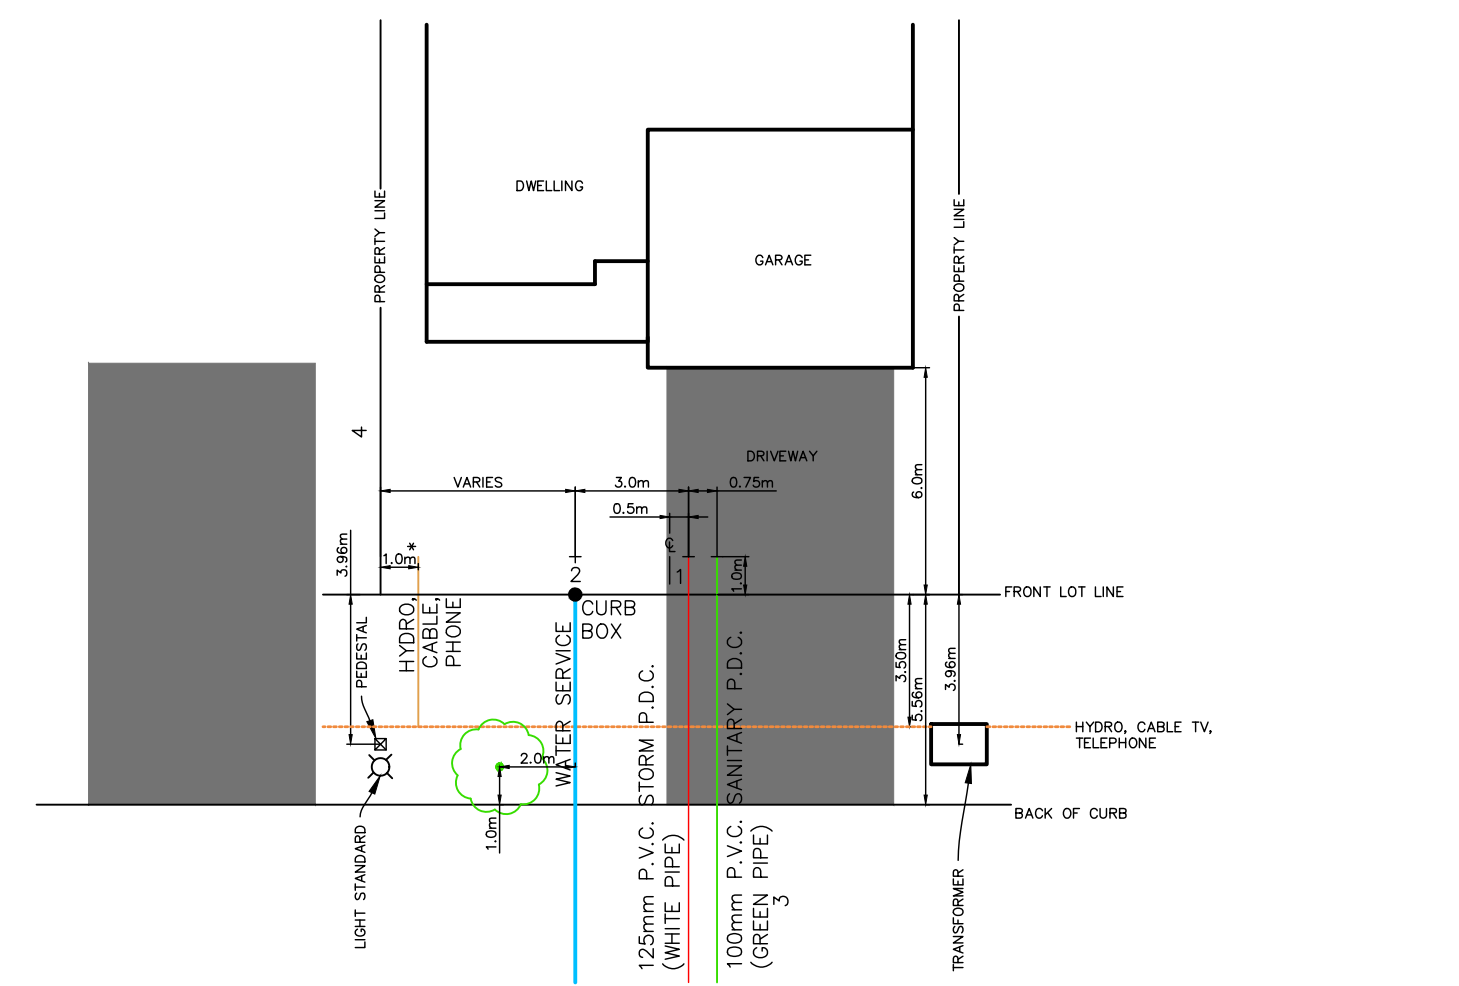 DWELLING
GARAGE
PROPERTY LINE
PROPERTY LINE
4
DRIVEWAY
VARIES
3.0m
0.75m
0.5m
6.0m
3.96m
1.0m*
℄
2
1
1.0m
FRONT LOT LINE
CURB
BOX
PEDESTAL
HYDRO,
CABLE,
PHONE
WATER SERVICE
3.50m
5.56m
3.96m
HYDRO, CABLE TV,
TELEPHONE
2.0m
1.0m
BACK OF CURB
LIGHT STANDARD
125mm P.V.C. STORM P.D.C.
(WHITE PIPE)
100mm P.V.C. SANITARY P.D.C.
(GREEN PIPE)
3
TRANSFORMER